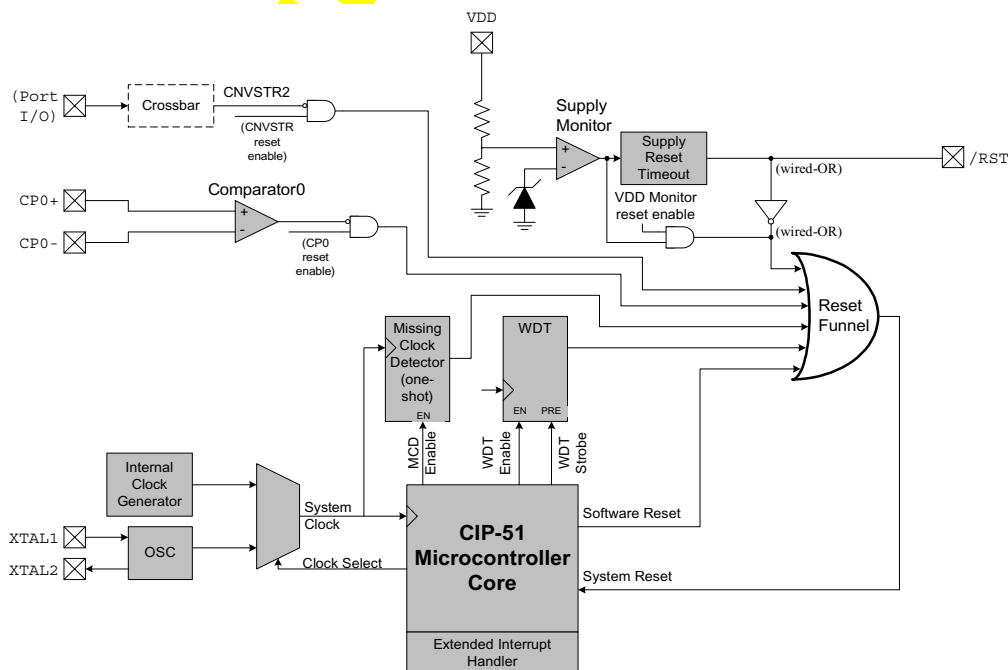 VDD
(Port
I/O)
Crossbar
CNVSTR2
(CNVSTR
reset
enable)
Supply
Monitor
+
-
Supply
Reset
Timeout
(wired-OR)
/RST
VDD Monitor
reset enable
(wired-OR)
CP0+
CP0-
Comparator0
+
-
(CP0
reset
enable)
Reset
Funnel
Missing
Clock
Detector
(one-
shot)
EN
WDT
EN
PRE
MCD
Enable
WDT
Enable
WDT
Strobe
Internal
Clock
Generator
System
Clock
XTAL1
XTAL2
OSC
Clock Select
CIP-51
Microcontroller
Core
Software Reset
System Reset
Extended Interrupt
Handler